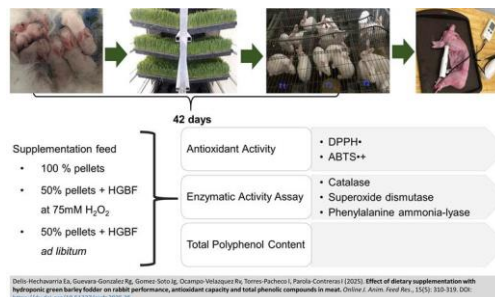 42 days
Supplementation feed
• 100 % pellets
• 50% pellets + HGBF
at 75mM H₂O₂
• 50% pellets + HGBF
ad libitum
Antioxidant Activity
• DPPH•
• ABTS•+
Enzymatic Activity Assay
• Catalase
• Superoxide dismutase
• Phenylalanine ammonia-lyase
Total Polyphenol Content
Delis-Hechavarria Ea, Guevara-Gonzalez Rg, Gomez-Soto Jg, Ocampo-Velazquez Rv, Torres-Pacheco I, Parola-Contreras I (2025). Effect of dietary supplementation with
hydroponic green barley fodder on rabbit performance, antioxidant capacity and total phenolic compounds in meat. Online J. Anim. Feed Res., 15(5): 310-319. DOI: